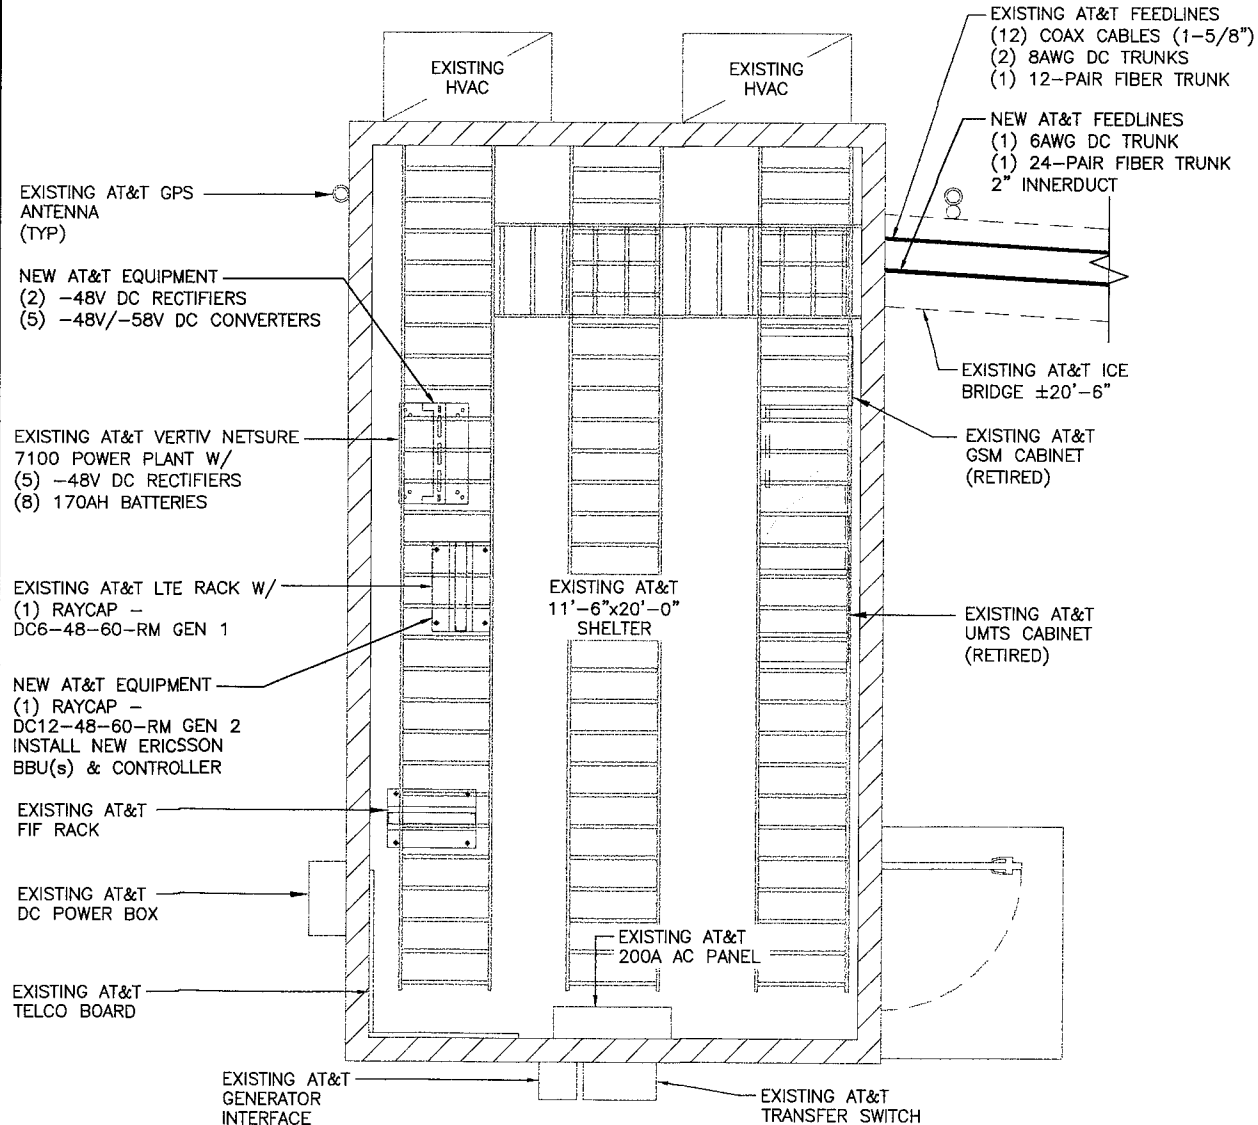 EXISTING
HVAC
EXISTING
HVAC
EXISTING AT&T FEEDLINES
(12) COAX CABLES (1-5/8")
(2) 8AWG DC TRUNKS
(1) 12-PAIR FIBER TRUNK
NEW AT&T FEEDLINES
(1) 6AWG DC TRUNK
(1) 24-PAIR FIBER TRUNK
2" INNERDUCT
EXISTING AT&T GPS
ANTENNA
(TYP)
NEW AT&T EQUIPMENT
(2) -48V DC RECTIFIERS
(5) -48V/-58V DC CONVERTERS
EXISTING AT&T ICE
BRIDGE ±20'-6"
EXISTING AT&T VERTIV NETSURE
7100 POWER PLANT W/
(5) -48V DC RECTIFIERS
(8) 170AH BATTERIES
EXISTING AT&T
GSM CABINET
(RETIRED)
EXISTING AT&T LTE RACK W/
(1) RAYCAP -
DC6-48-60-RM GEN 1
EXISTING AT&T
11'-6"x20'-0"
SHELTER
EXISTING AT&T
UMTS CABINET
(RETIRED)
NEW AT&T EQUIPMENT
(1) RAYCAP -
DC12-48-60-RM GEN 2
INSTALL NEW ERICSSON
BBU(s) & CONTROLLER
EXISTING AT&T
FIF RACK
EXISTING AT&T
DC POWER BOX
EXISTING AT&T
200A AC PANEL
EXISTING AT&T
TELCO BOARD
EXISTING AT&T
GENERATOR
INTERFACE
EXISTING AT&T
TRANSFER SWITCH